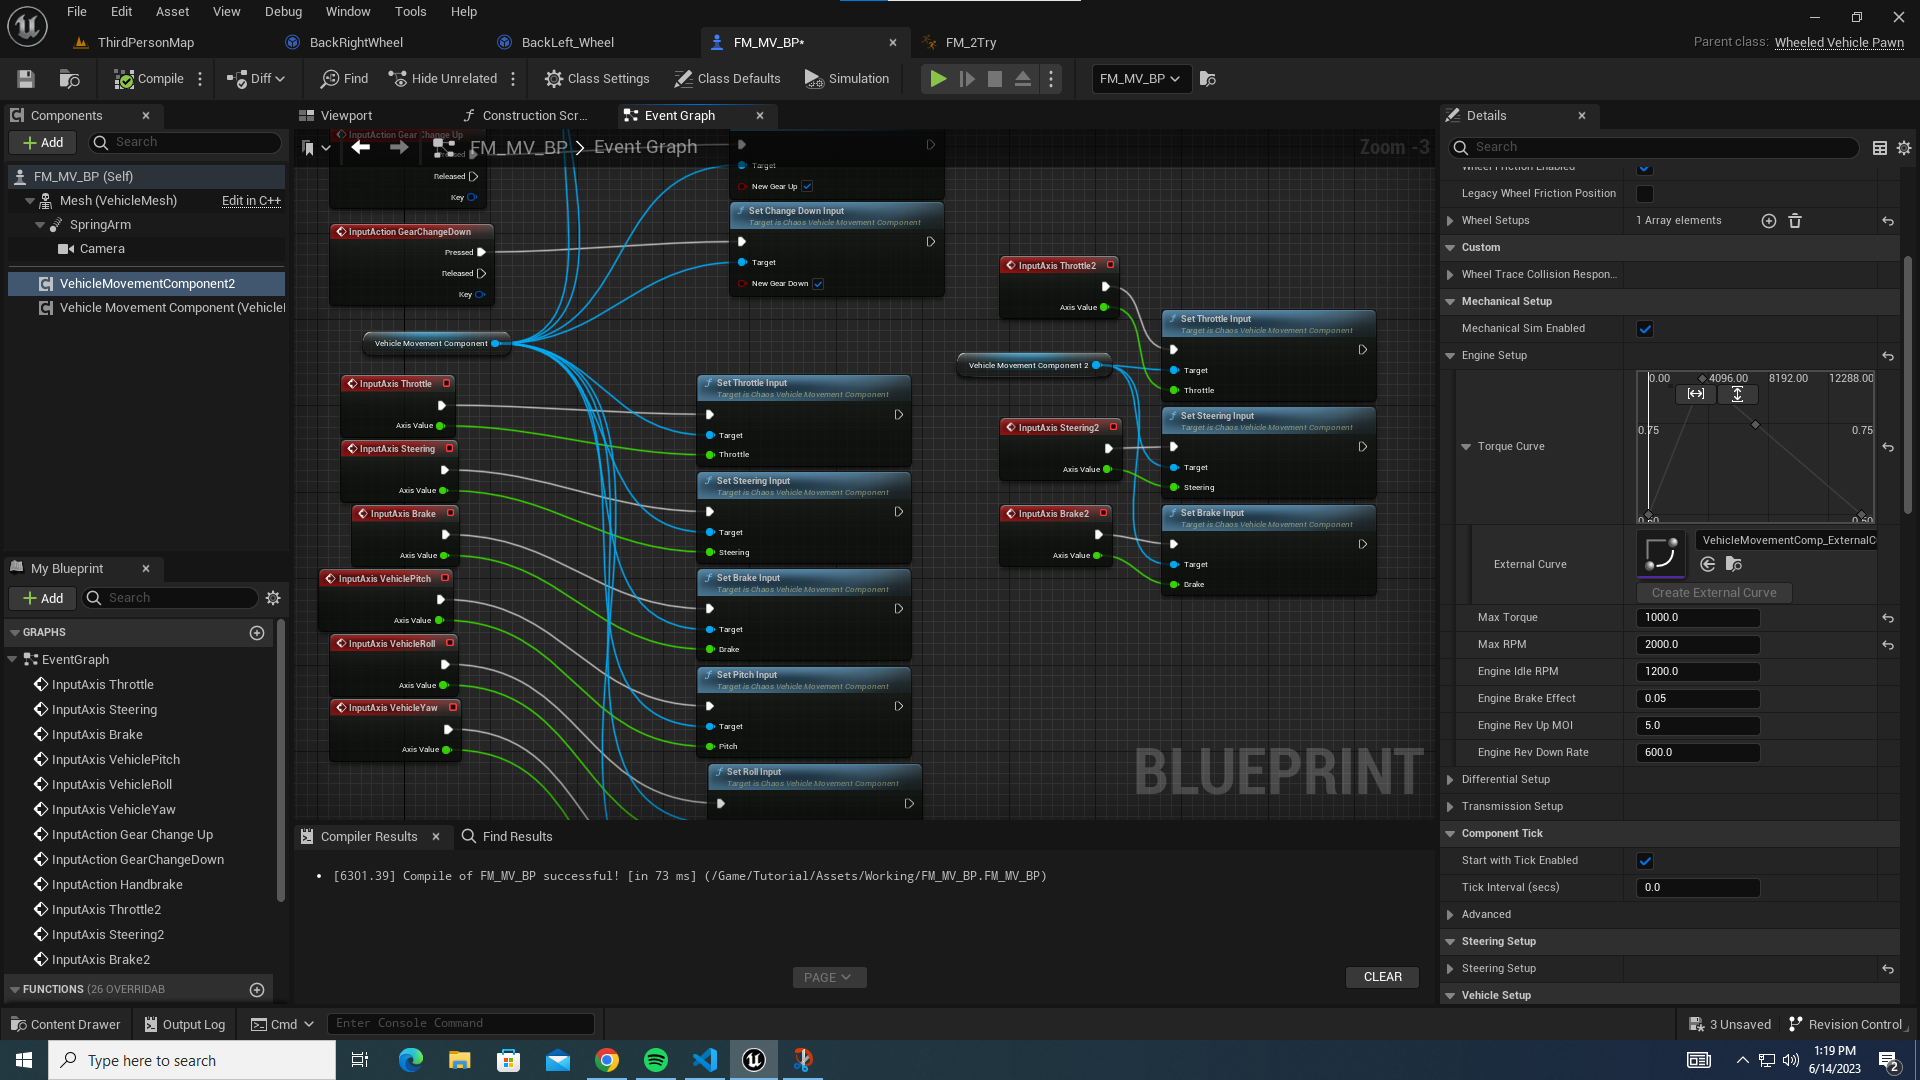 File Edit Asset View Debug Window Tools Help
ThirdPersonMap BackRightWheel BackLeft_Wheel FM_MV_BP* FM_2Try Parent class: Wheeled Vehicle Pawn
Compile Diff Find Hide Unrelated Class Settings Class Defaults Simulation FM_MV_BP
Components
Add Search
FM_MV_BP (Self)
Mesh (VehicleMesh) Edit in C++
SpringArm
Camera
VehicleMovementComponent2
Vehicle Movement Component (Vehicle
My Blueprint
Add Search
GRAPHS
EventGraph
InputAxis Throttle
InputAxis Steering
InputAxis Brake
InputAxis VehiclePitch
InputAxis VehicleRoll
InputAxis VehicleYaw
InputAction Gear Change Up
InputAction GearChangeDown
InputAction Handbrake
InputAxis Throttle2
InputAxis Steering2
InputAxis Brake2
FUNCTIONS (26 OVERRIDAB
Viewport Construction Scr... Event Graph
FM_MV_BP > Event Graph Zoom -3
InputAction Gear Change Up
Pressed
Released
Key
Target
New Gear Up
InputAction GearChangeDown
Pressed
Released
Key
Set Change Down Input
Target is Chaos Vehicle Movement Component
Target
New Gear Down
Vehicle Movement Component
InputAxis Throttle
Axis Value
InputAxis Steering
Axis Value
InputAxis Brake
Axis Value
InputAxis VehiclePitch
Axis Value
InputAxis VehicleRoll
Axis Value
InputAxis VehicleYaw
Axis Value
Set Throttle Input
Target is Chaos Vehicle Movement Component
Target
Throttle
Set Steering Input
Target is Chaos Vehicle Movement Component
Target
Steering
Set Brake Input
Target is Chaos Vehicle Movement Component
Target
Brake
Set Pitch Input
Target is Chaos Vehicle Movement Component
Target
Pitch
Set Roll Input
Target is Chaos Vehicle Movement Component
InputAxis Throttle2
Axis Value
Vehicle Movement Component 2
InputAxis Steering2
Axis Value
InputAxis Brake2
Axis Value
Set Throttle Input
Target is Chaos Vehicle Movement Component
Target
Throttle
Set Steering Input
Target is Chaos Vehicle Movement Component
Target
Steering
Set Brake Input
Target is Chaos Vehicle Movement Component
Target
Brake
BLUEPRINT
Compiler Results Find Results
[6301.39] Compile of FM_MV_BP successful! [in 73 ms] (/Game/Tutorial/Assets/Working/FM_MV_BP.FM_MV_BP)
PAGE CLEAR
Details
Search
Wheel Friction Enabled
Legacy Wheel Friction Position
Wheel Setups 1 Array elements
Custom
Wheel Trace Collision Respon...
Mechanical Setup
Mechanical Sim Enabled
Engine Setup
0.00 4096.00 8192.00 12288.00
0.75 0.75
Torque Curve
0.50 0.50
External Curve VehicleMovementComp_ExternalC
Create External Curve
Max Torque 1000.0
Max RPM 2000.0
Engine Idle RPM 1200.0
Engine Brake Effect 0.05
Engine Rev Up MOI 5.0
Engine Rev Down Rate 600.0
Differential Setup
Transmission Setup
Component Tick
Start with Tick Enabled
Tick Interval (secs) 0.0
Advanced
Steering Setup
Steering Setup
Vehicle Setup
Content Drawer Output Log Cmd Enter Console Command 3 Unsaved Revision Control
Type here to search
1:19 PM
6/14/2023
2